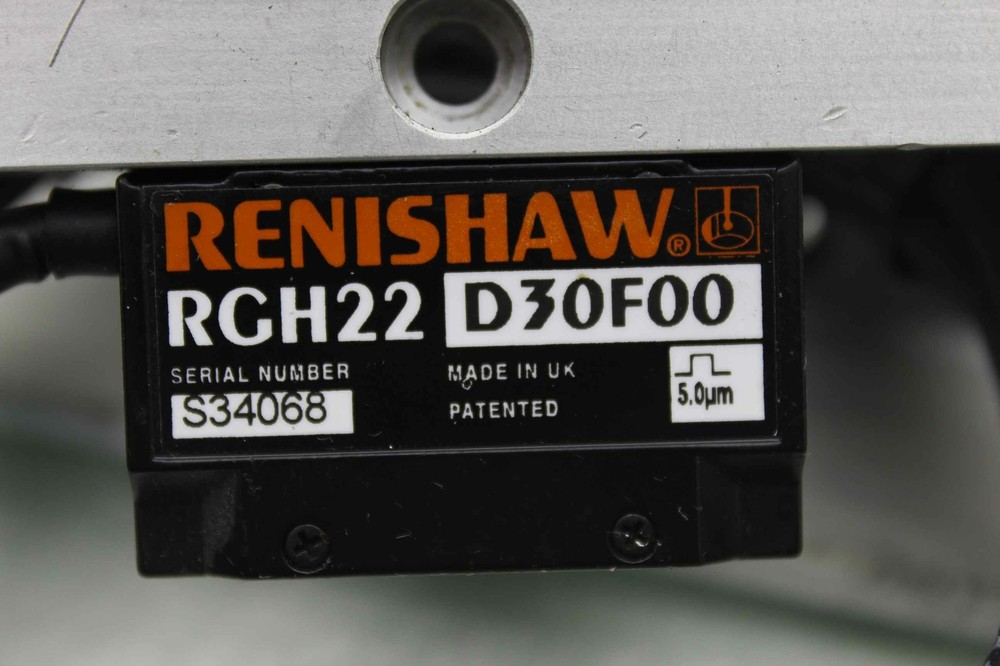 RENISHAW®
RGH22 D30F00
SERIAL NUMBER MADE IN UK
S34068 PATENTED
5.0µm